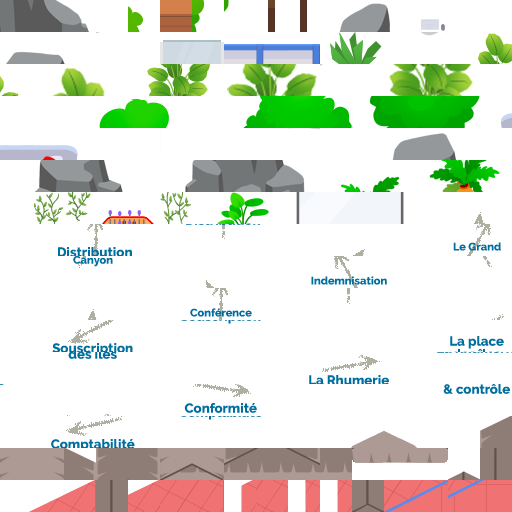 Le Grand
Distribution
Canyon
Indemnisation
Conférence
La place
Souscription
des îles
La Rhumerie
& contrôle
Conformité
Comptabilité